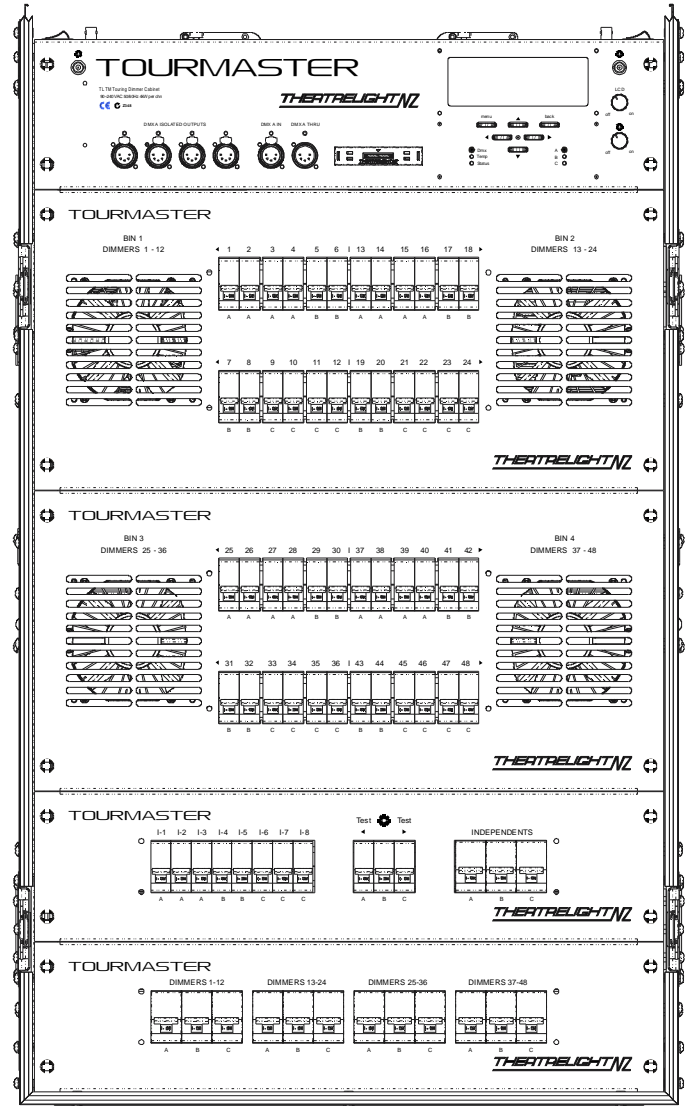 TOURMASTER
TL TM Touring Dimmer Cabinet
THEATRELIGHT NZ
LCD
off on
menu back
DMX A ISOLATED OUTPUTS DMX A IN DMX A THRU
off on
Dmx A
Temp B
Status C
TOURMASTER
BIN 1 BIN 2
DIMMERS 1 - 12 DIMMERS 13 - 24
1 2 3 4 5 6 13 14 15 16 17 18
A A A A B B A A A A B B
7 8 9 10 11 12 19 20 21 22 23 24
B B C C C C B B C C C C
THEATRELIGHT NZ
TOURMASTER
BIN 3 BIN 4
DIMMERS 25 - 36 DIMMERS 37 - 48
25 26 27 28 29 30 37 38 39 40 41 42
A A A A B B A A A A B B
31 32 33 34 35 36 43 44 45 46 47 48
B B C C C C B B C C C C
THEATRELIGHT NZ
TOURMASTER
I-1 I-2 I-3 I-4 I-5 I-6 I-7 I-8 Test Test INDEPENDENTS
A A A B B C C C A B C A B C
THEATRELIGHT NZ
TOURMASTER
DIMMERS 1-12 DIMMERS 13-24 DIMMERS 25-36 DIMMERS 37-48
A B C A B C A B C A B C
THEATRELIGHT NZ